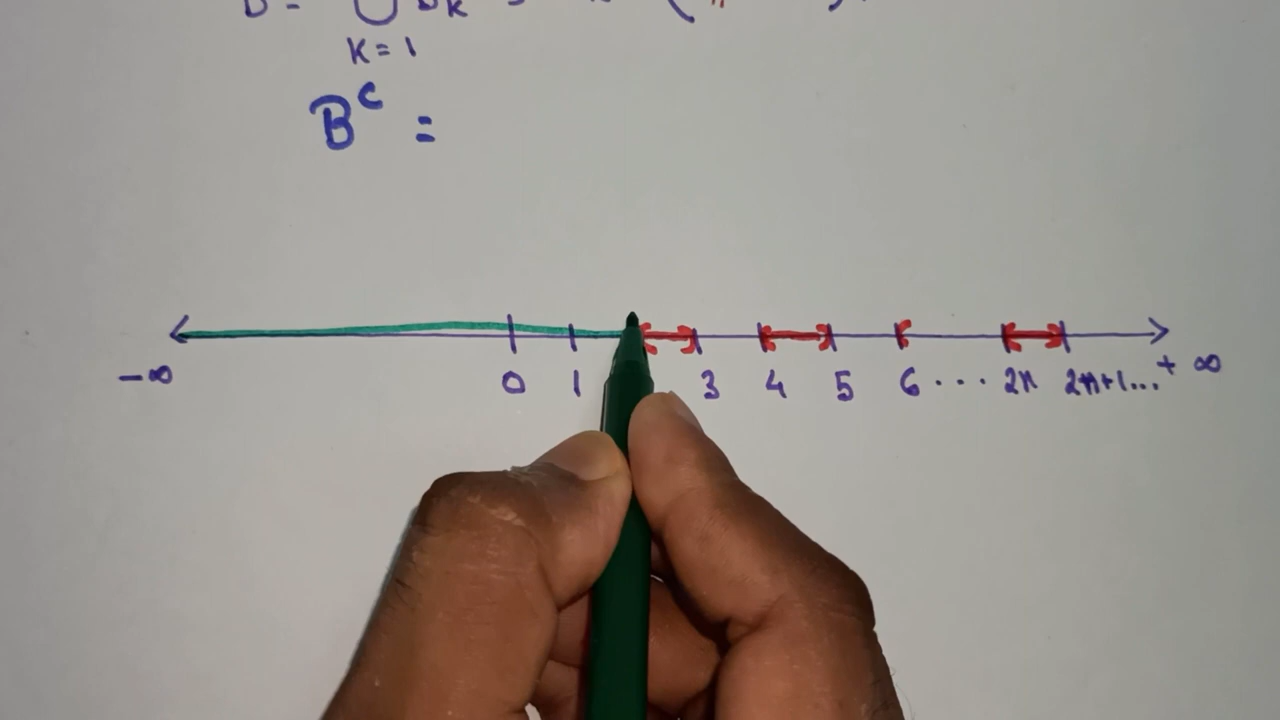 K = 1
B^c =
-∞ 0 1 3 4 5 6 ... 2n 2n+1... +∞